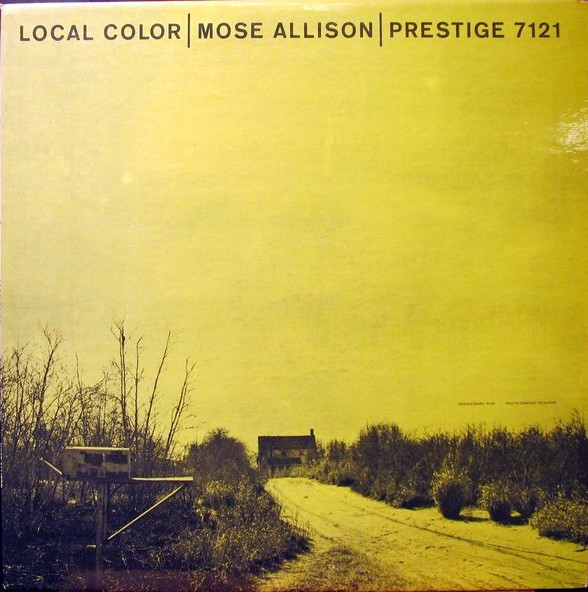 LOCAL COLOR | MOSE ALLISON | PRESTIGE 7121